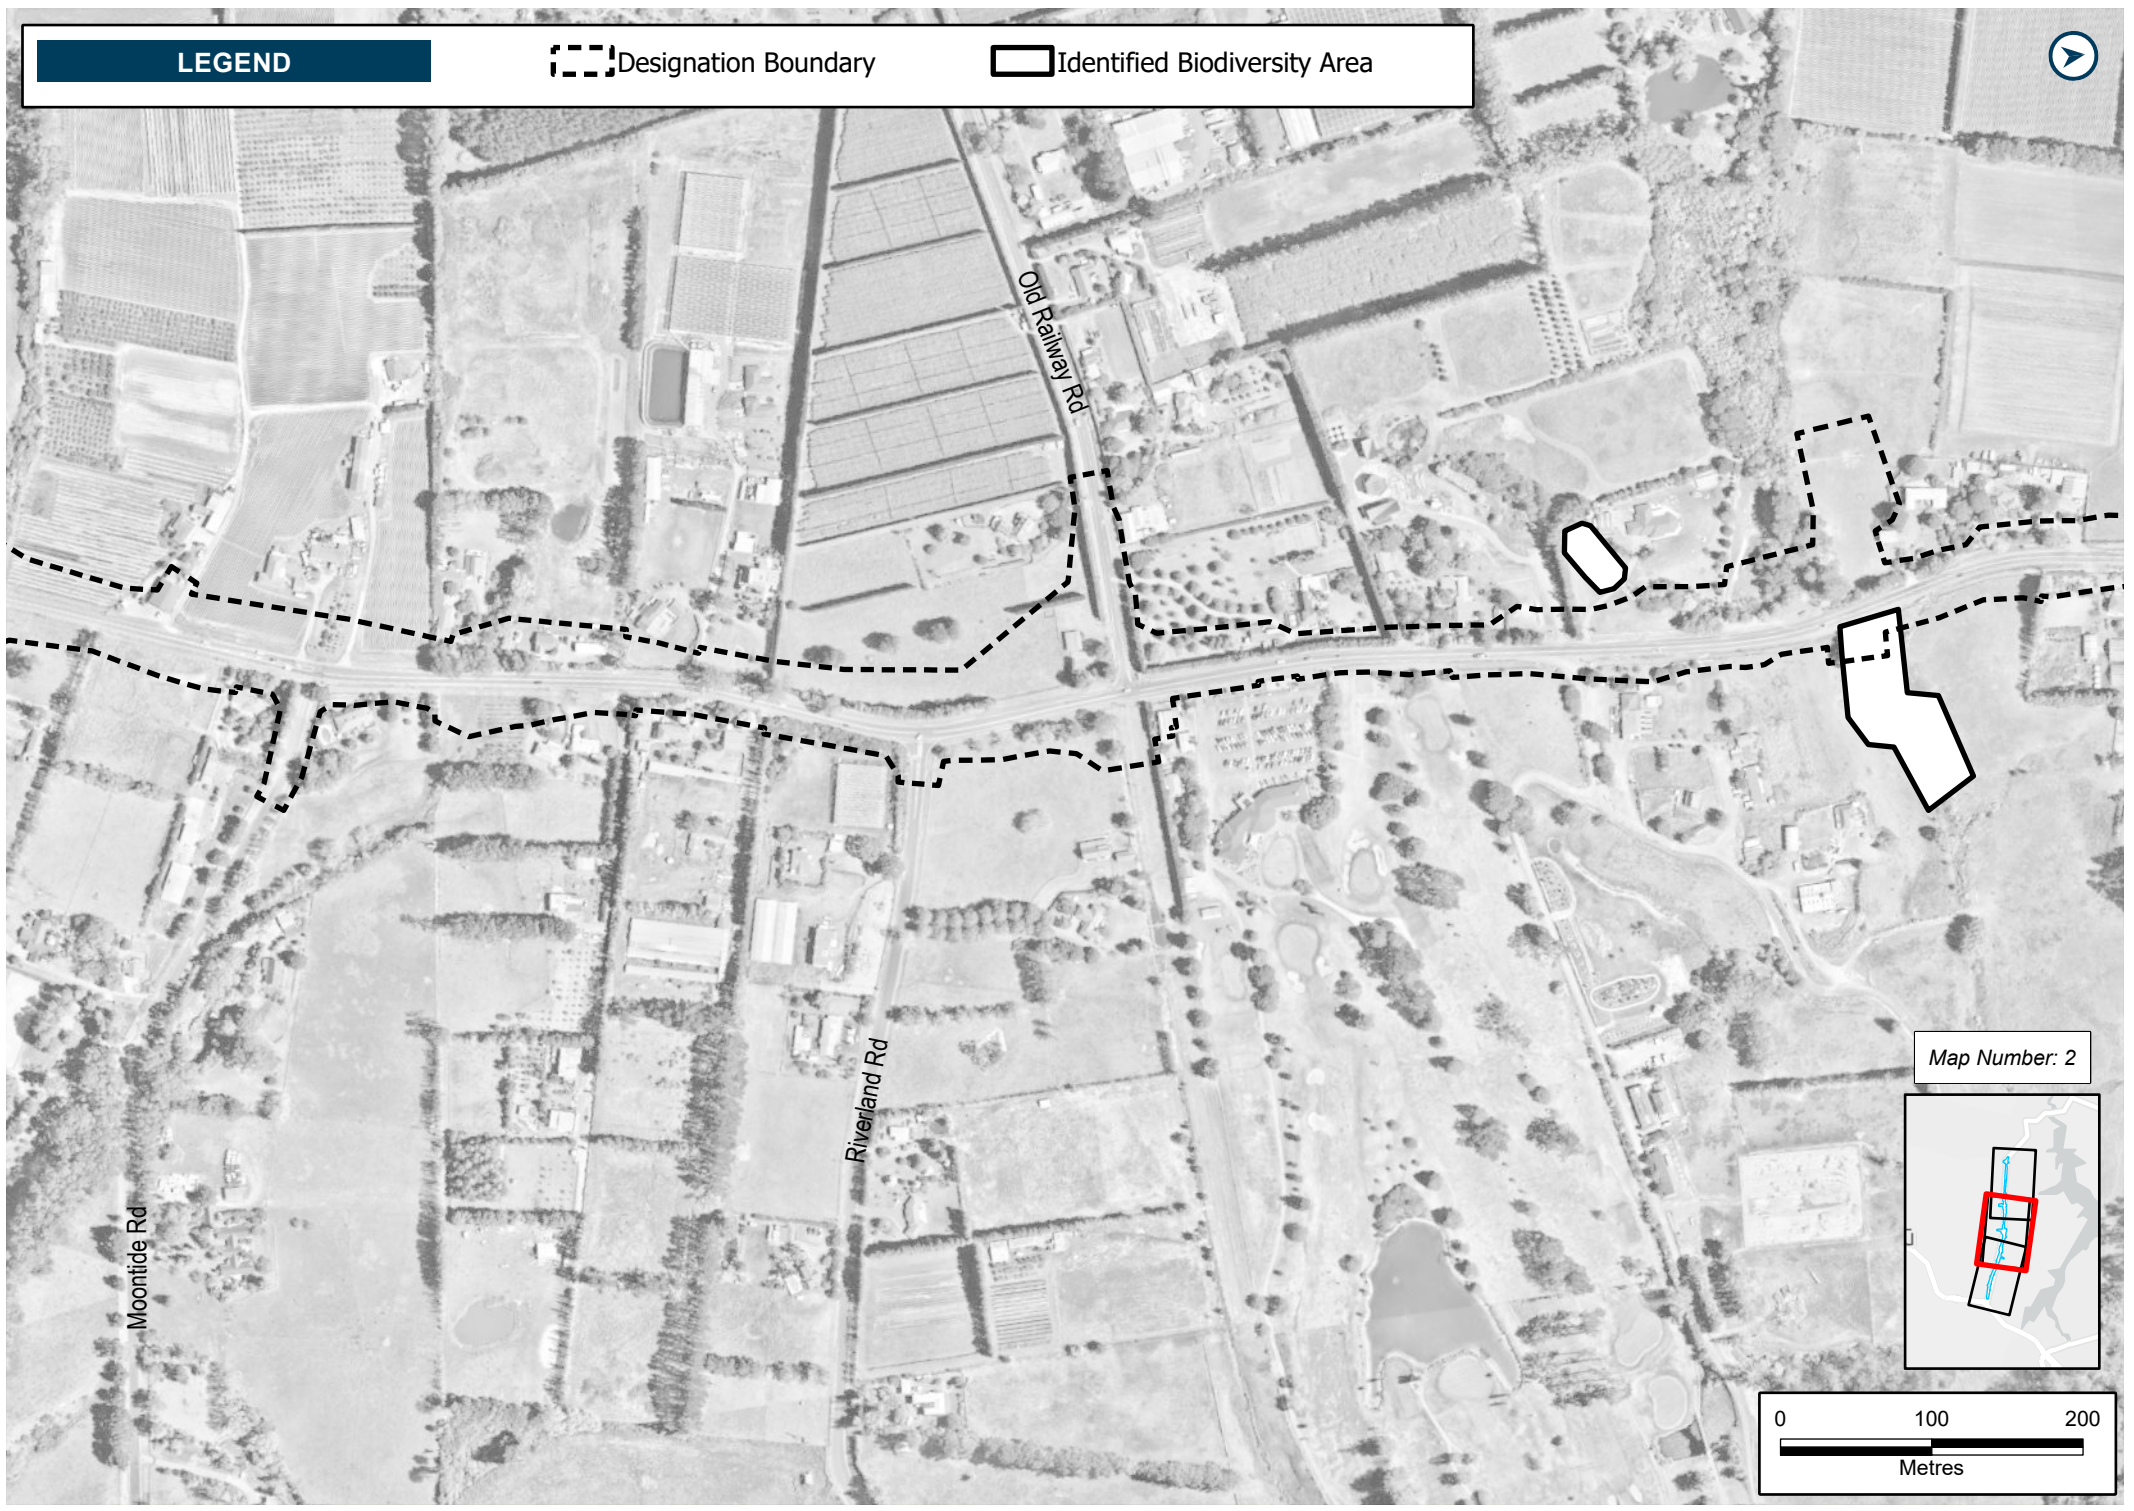 LEGEND
Designation Boundary
Identified Biodiversity Area
Old Railway Rd
Riverland Rd
Moontide Rd
Map Number: 2
0 100 200
Metres